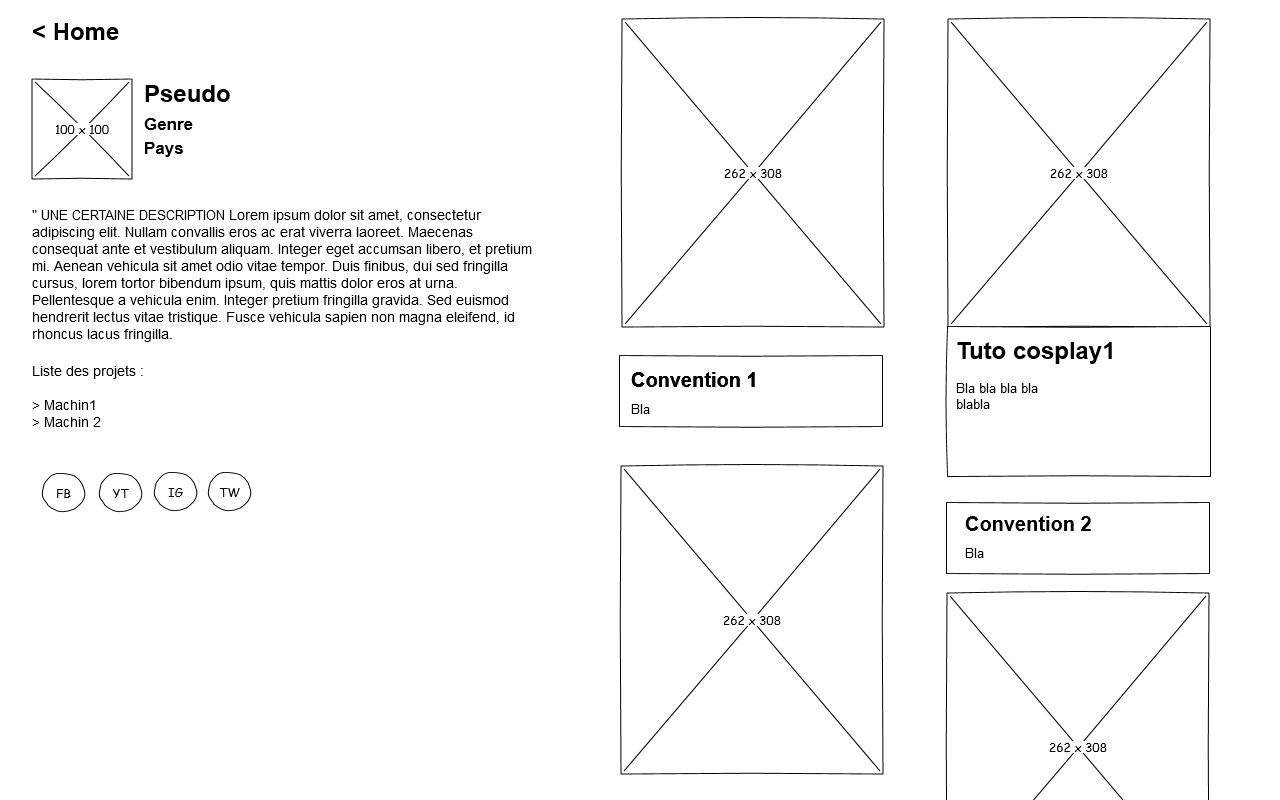 < Home
100 x 100
Pseudo
Genre
Pays
" UNE CERTAINE DESCRIPTION Lorem ipsum dolor sit amet, consectetur
adipiscing elit. Nullam convallis eros ac erat viverra laoreet. Maecenas
consequat ante et vestibulum aliquam. Integer eget accumsan libero, et pretium
mi. Aenean vehicula sit amet odio vitae tempor. Duis finibus, dui sed fringilla
cursus, lorem tortor bibendum ipsum, quis mattis dolor eros at urna.
Pellentesque a vehicula enim. Integer pretium fringilla gravida. Sed euismod
hendrerit lectus vitae tristique. Fusce vehicula sapien non magna eleifend, id
rhoncus lacus fringilla.
Liste des projets :
> Machin1
> Machin 2
FB YT IG TW
262 x 308
Convention 1
Bla
262 x 308
262 x 308
Tuto cosplay1
Bla bla bla bla
blabla
Convention 2
Bla
262 x 308